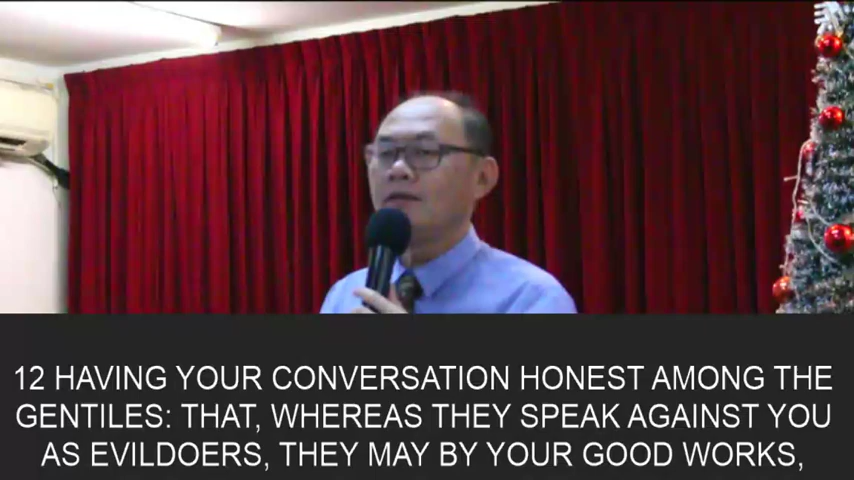 12 HAVING YOUR CONVERSATION HONEST AMONG THE
GENTILES: THAT, WHEREAS THEY SPEAK AGAINST YOU
AS EVILDOERS, THEY MAY BY YOUR GOOD WORKS,